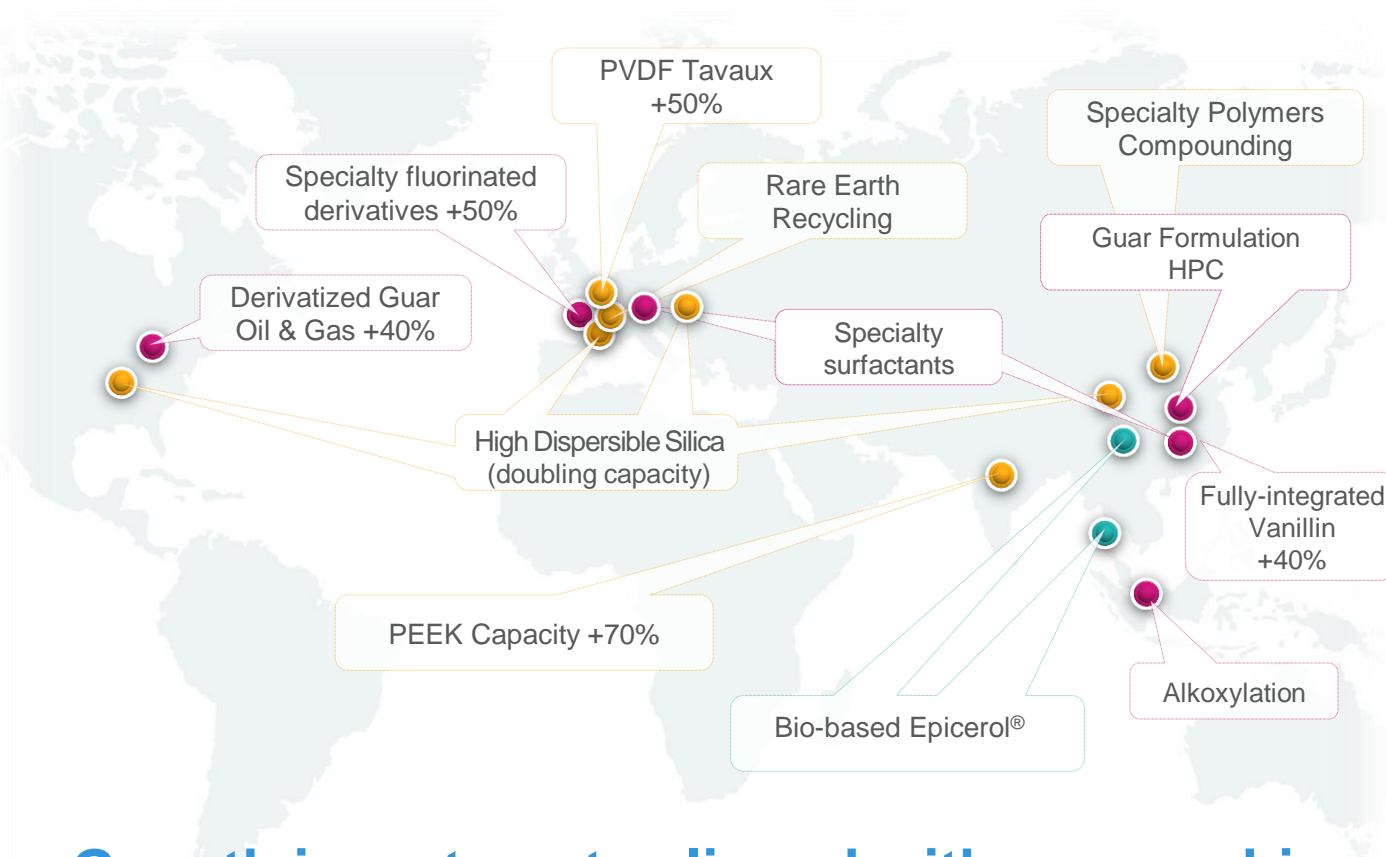 PVDF Tavaux
+50%
Specialty Polymers
Compounding
Specialty fluorinated
derivatives +50%
Rare Earth
Recycling
Guar Formulation
HPC
Derivatized Guar
Oil & Gas +40%
Specialty
surfactants
High Dispersible Silica
(doubling capacity)
Fully-integrated
Vanillin
+40%
PEEK Capacity +70%
Alkoxylation
Bio-based Epicerol®